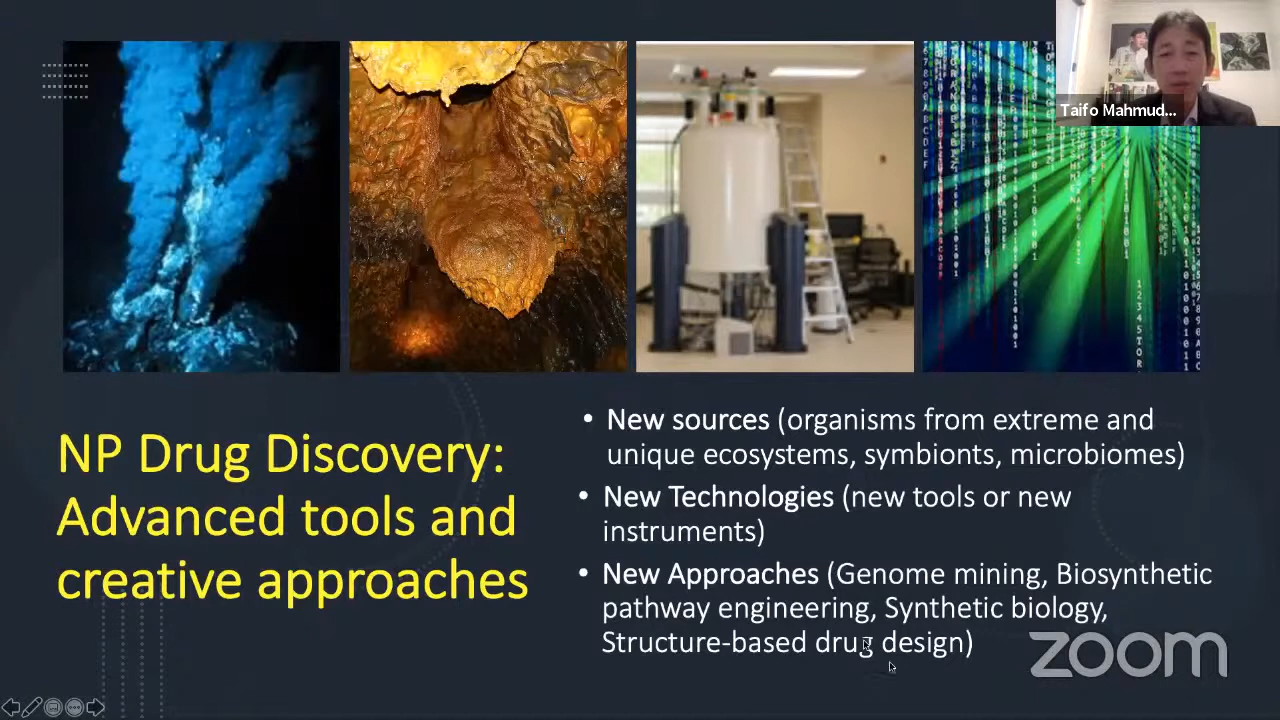 Taifo Mahmud...
NP Drug Discovery:
Advanced tools and
creative approaches
• New sources (organisms from extreme and
unique ecosystems, symbionts, microbiomes)
• New Technologies (new tools or new
instruments)
• New Approaches (Genome mining, Biosynthetic
pathway engineering, Synthetic biology,
Structure-based drug design)
zoom